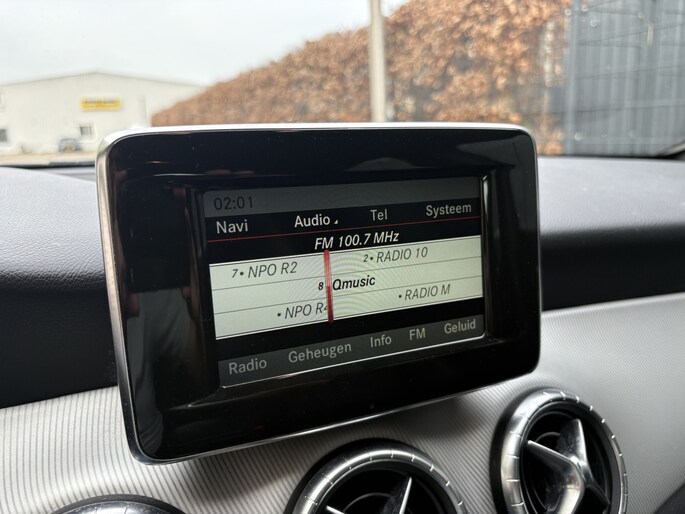 02:01
Navi Audio Tel Systeem
FM 100.7 MHz
7• NPO R2 2• RADIO 10
8 Qmusic
• NPO R4 • RADIO M
Radio Geheugen Info FM Geluid